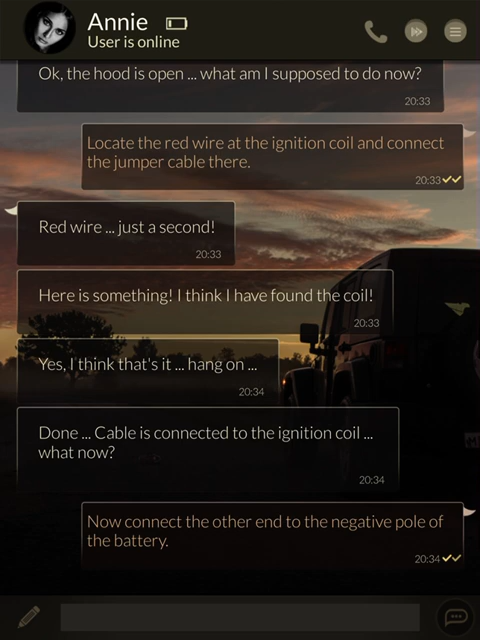 Annie
User is online
Ok, the hood is open ... what am I supposed to do now?
20:33
Locate the red wire at the ignition coil and connect
the jumper cable there.
20:33
Red wire ... just a second!
20:33
Here is something! I think I have found the coil!
20:33
Yes, I think that's it ... hang on ...
20:34
Done ... Cable is connected to the ignition coil ...
what now?
20:34
Now connect the other end to the negative pole of
the battery.
20:34